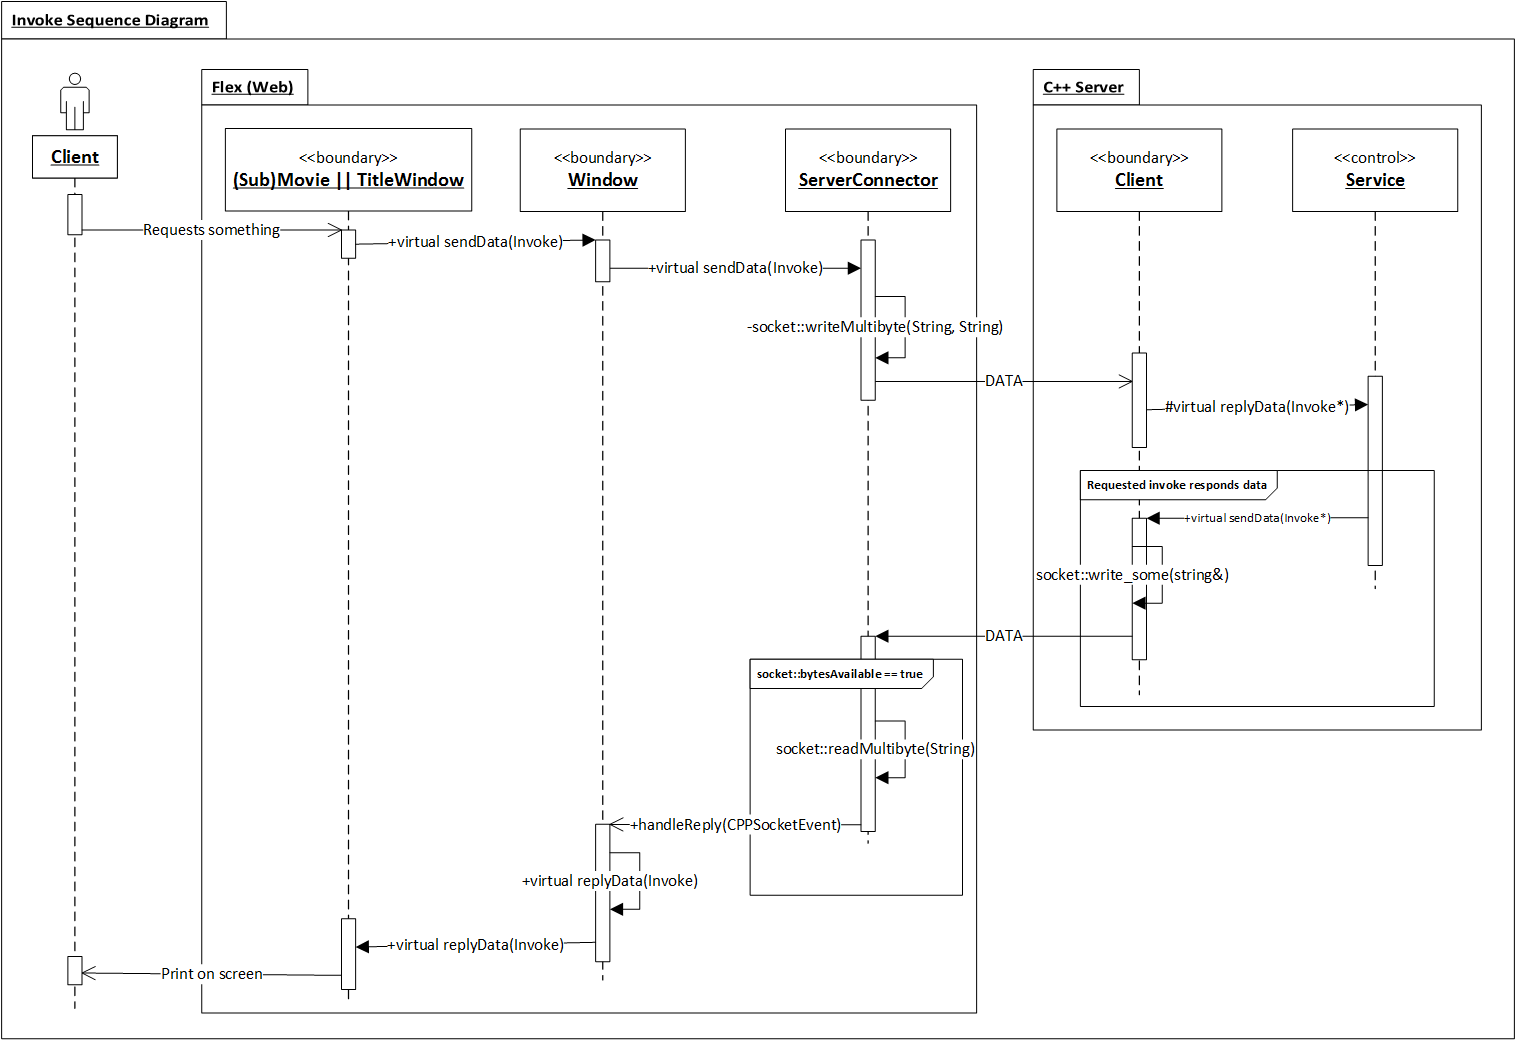 Invoke Sequence Diagram
Flex (Web)
C++ Server
Client
<<boundary>>
(Sub)Movie || TitleWindow
<<boundary>>
Window
<<boundary>>
ServerConnector
<<boundary>>
Client
<<control>>
Service
Requests something
+virtual sendData(Invoke)
+virtual sendData(Invoke)
-socket::writeMultibyte(String, String)
DATA
#virtual replyData(Invoke*)
Requested invoke responds data
+virtual sendData(Invoke*)
socket::write_some(string&)
DATA
socket::bytesAvailable == true
socket::readMultibyte(String)
+handleReply(CPPSocketEvent)
+virtual replyData(Invoke)
+virtual replyData(Invoke)
Print on screen